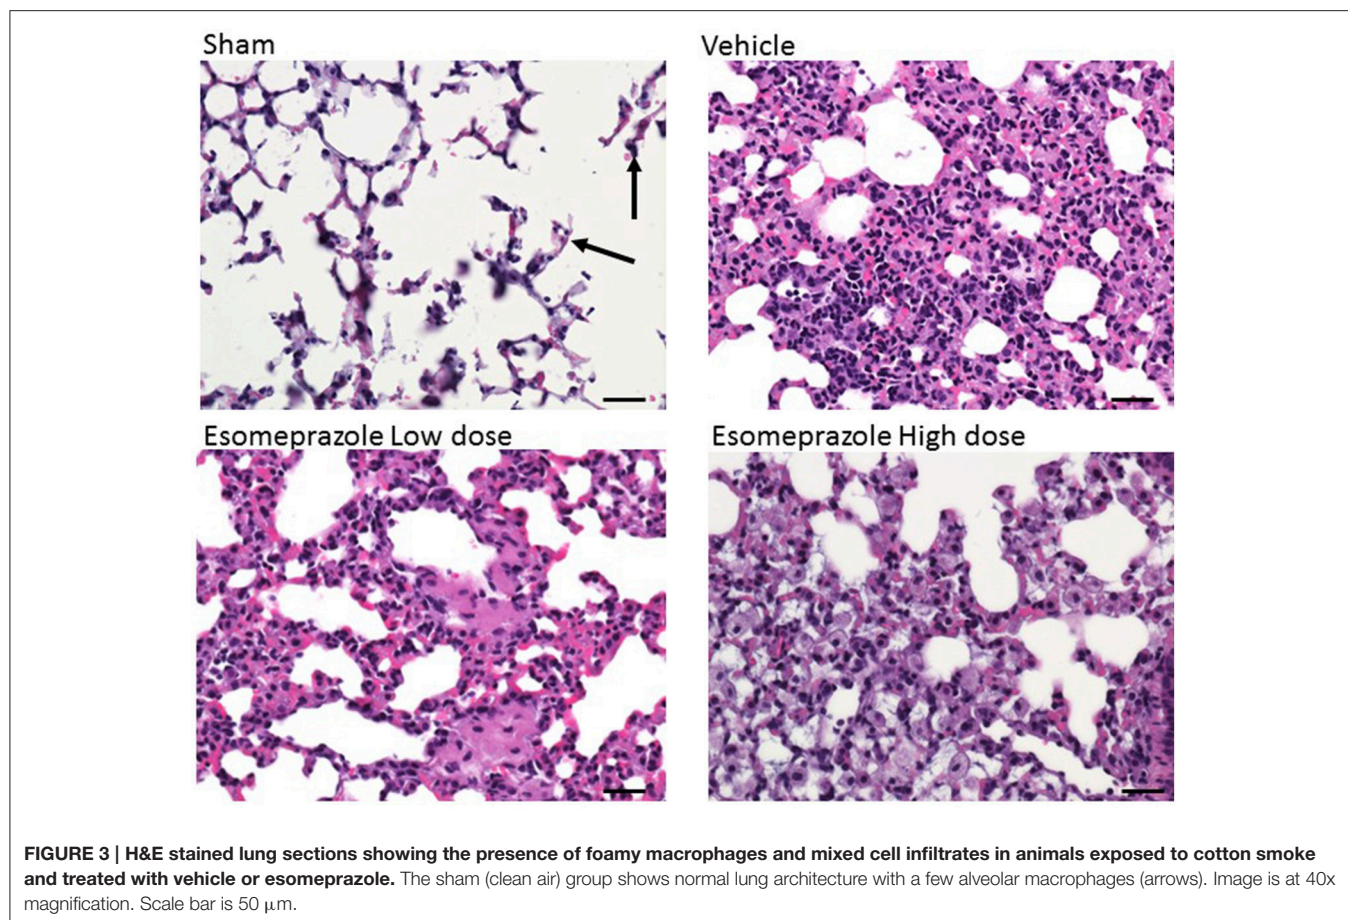 Sham
Vehicle
Esomeprazole Low dose
Esomeprazole High dose
FIGURE 3 | H&E stained lung sections showing the presence of foamy macrophages and mixed cell infiltrates in animals exposed to cotton smoke
and treated with vehicle or esomeprazole. The sham (clean air) group shows normal lung architecture with a few alveolar macrophages (arrows). Image is at 40x
magnification. Scale bar is 50 μm.